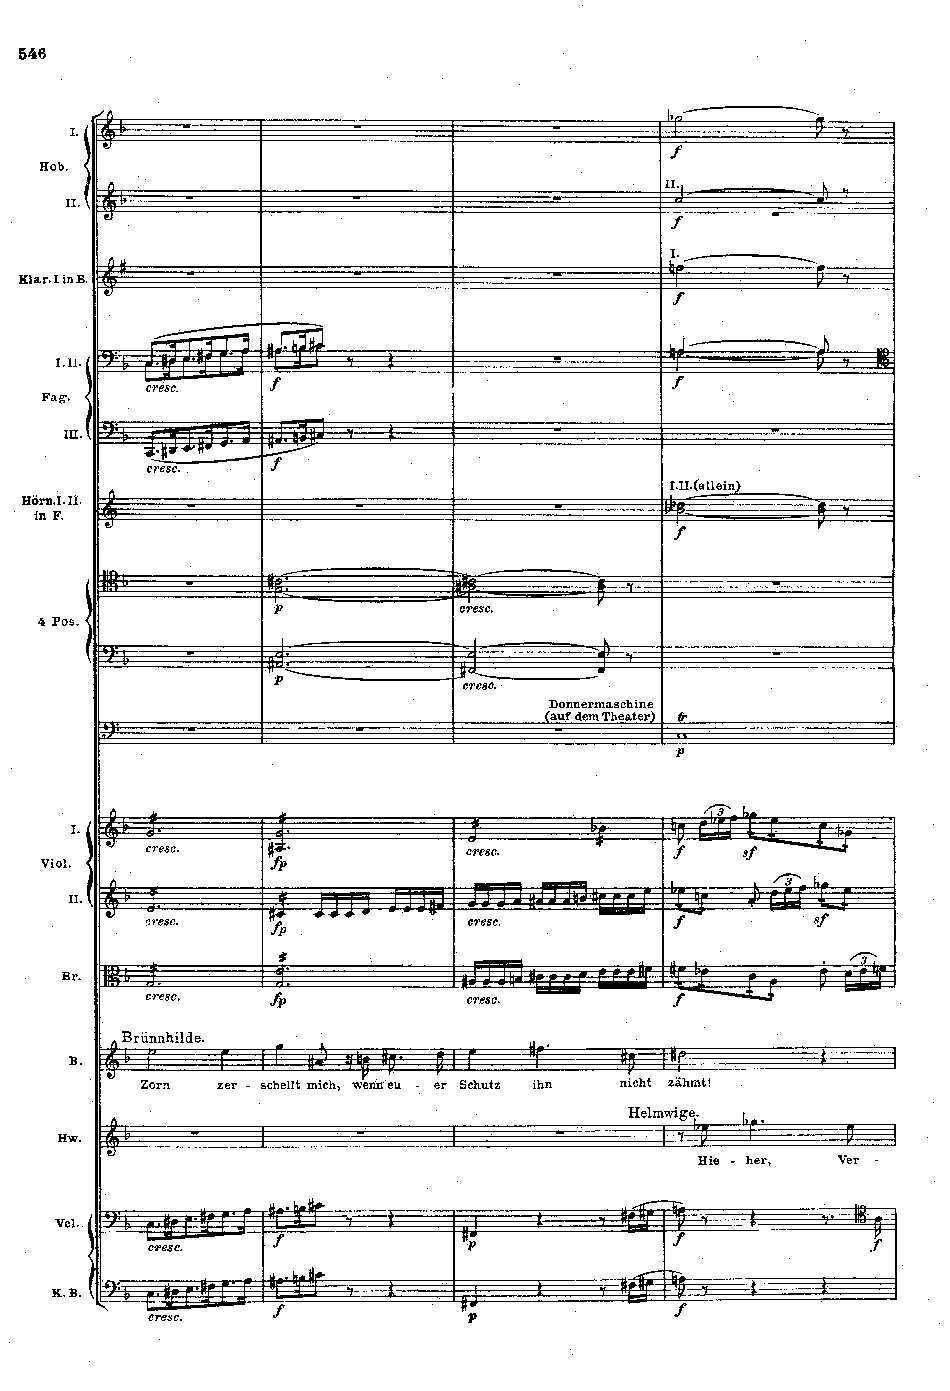 546
I.
Hob.
II.
II.
f
f
I.
Klar. I in B.
f
I. II.
cresc.
f
f
Fag.
III.
cresc.
f
I. II. (allein)
Hörn. I. II.
in F.
f
p
cresc.
4 Pos.
p
cresc.
Donnermaschine
(auf dem Theater)
tr
p
I.
3
cresc.
fp
cresc.
f
sf
Viol.
II.
3
cresc.
fp
cresc.
f
sf
Br.
3
cresc.
fp
cresc.
f
Brünnhilde.
B.
Zorn zer - schellt mich, wenn eu - er Schutz ihn nicht zähmt!
Helmwige.
Hw.
Hie - her, Ver -
Vcl.
cresc.
f
p
f
f
K. B.
cresc.
f
p
f